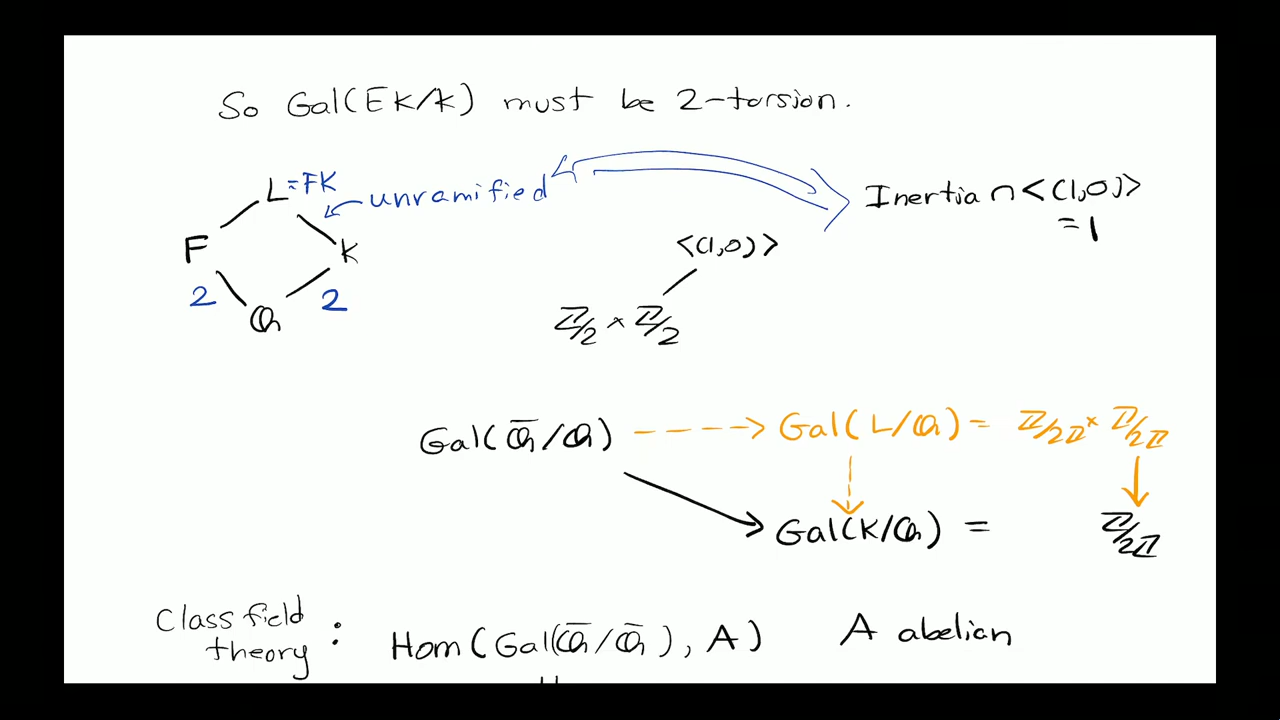 So Gal(EK/K) must be 2-torsion.
L=FK
unramified
Inertia ∩ <(1,0)>
= 1
F
K
<(1,0)>
2
2
ℚ
ℤ/2 × ℤ/2
Gal(ℚ̄/ℚ) ----> Gal(L/ℚ) = ℤ/2ℤ × ℤ/2ℤ
Gal(K/ℚ) = ℤ/2ℤ
Class field
theory :
Hom(Gal(ℚ̄/ℚ̄), A) A abelian